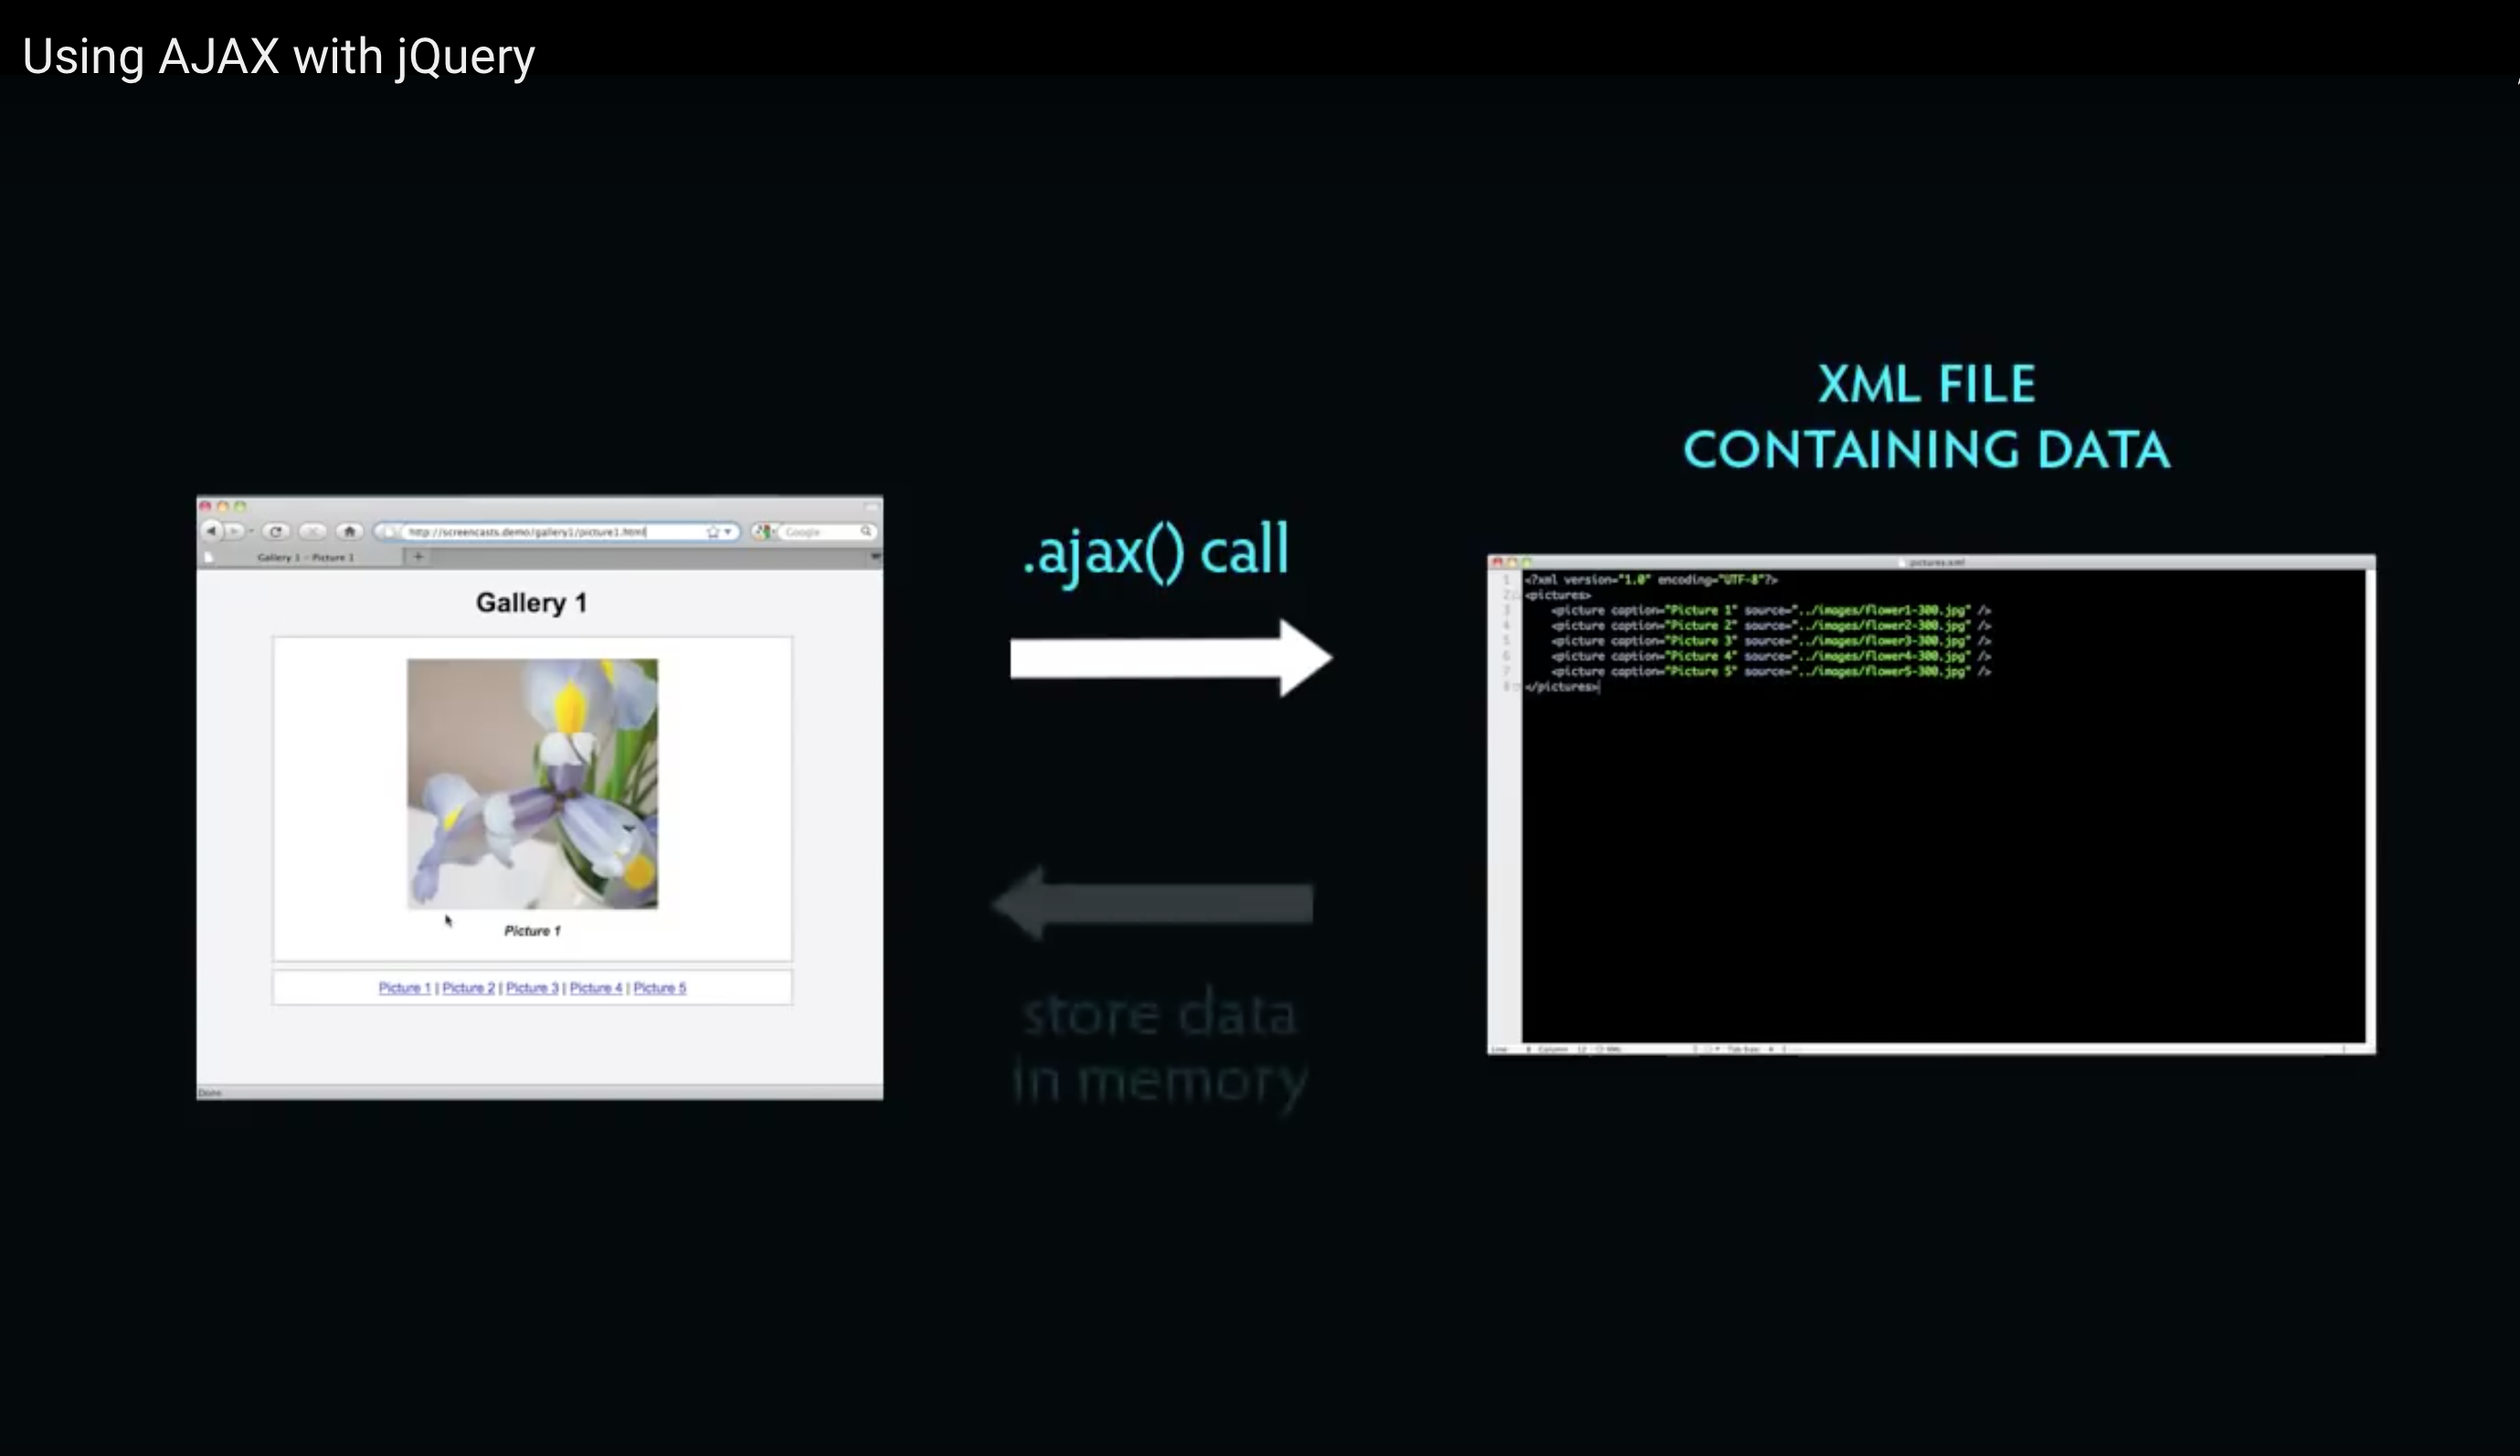 Using AJAX with jQuery
XML FILE
CONTAINING DATA
.ajax() call
store data
in memory
http://screencasts.demo/gallery1/picture1.html
Google
Gallery 1 - Picture 1
Gallery 1
Picture 1
Picture 1 | Picture 2 | Picture 3 | Picture 4 | Picture 5
Done
pictures.xml
1 <?xml version="1.0" encoding="UTF-8"?>
2 <pictures>
3 <picture caption="Picture 1" source="../images/flower1-300.jpg" />
4 <picture caption="Picture 2" source="../images/flower2-300.jpg" />
5 <picture caption="Picture 3" source="../images/flower3-300.jpg" />
6 <picture caption="Picture 4" source="../images/flower4-300.jpg" />
7 <picture caption="Picture 5" source="../images/flower5-300.jpg" />
8 </pictures>